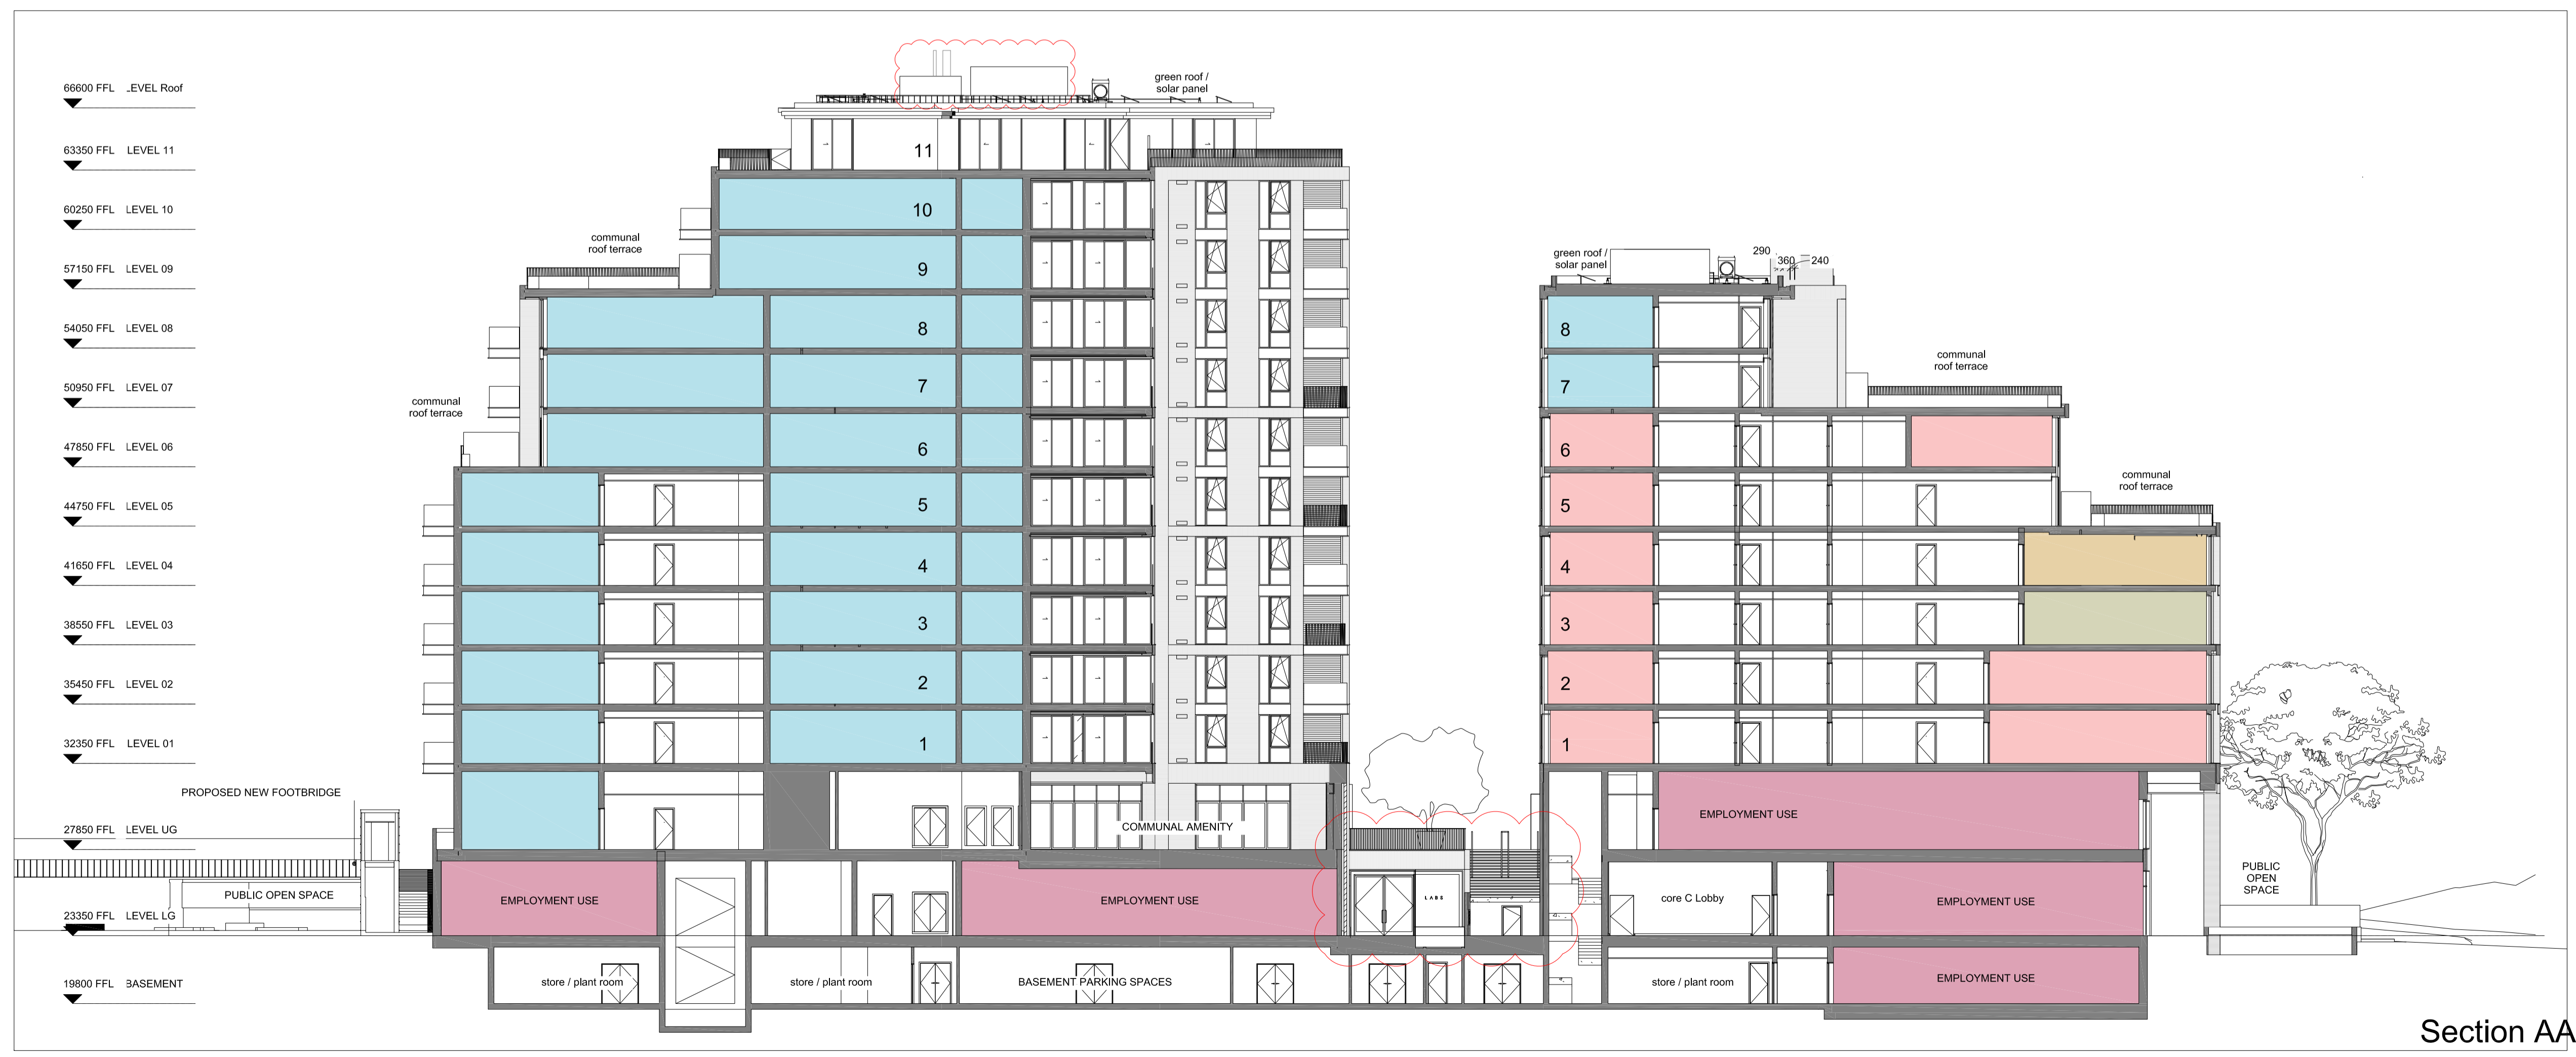 66600 FFL LEVEL Roof
63350 FFL LEVEL 11
60250 FFL LEVEL 10
57150 FFL LEVEL 09
54050 FFL LEVEL 08
50950 FFL LEVEL 07
47850 FFL LEVEL 06
44750 FFL LEVEL 05
41650 FFL LEVEL 04
38550 FFL LEVEL 03
35450 FFL LEVEL 02
32350 FFL LEVEL 01
27850 FFL LEVEL UG
23350 FFL LEVEL LG
19800 FFL BASEMENT
PROPOSED NEW FOOTBRIDGE
PUBLIC OPEN SPACE
communal
roof terrace
communal
roof terrace
green roof /
solar panel
11
10
9
8
7
6
5
4
3
2
1
COMMUNAL AMENITY
EMPLOYMENT USE
EMPLOYMENT USE
store / plant room
store / plant room
BASEMENT PARKING SPACES
LABS
green roof /
solar panel
290
360
240
communal
roof terrace
communal
roof terrace
8
7
6
5
4
3
2
1
EMPLOYMENT USE
core C Lobby
EMPLOYMENT USE
store / plant room
EMPLOYMENT USE
PUBLIC
OPEN
SPACE
Section AA